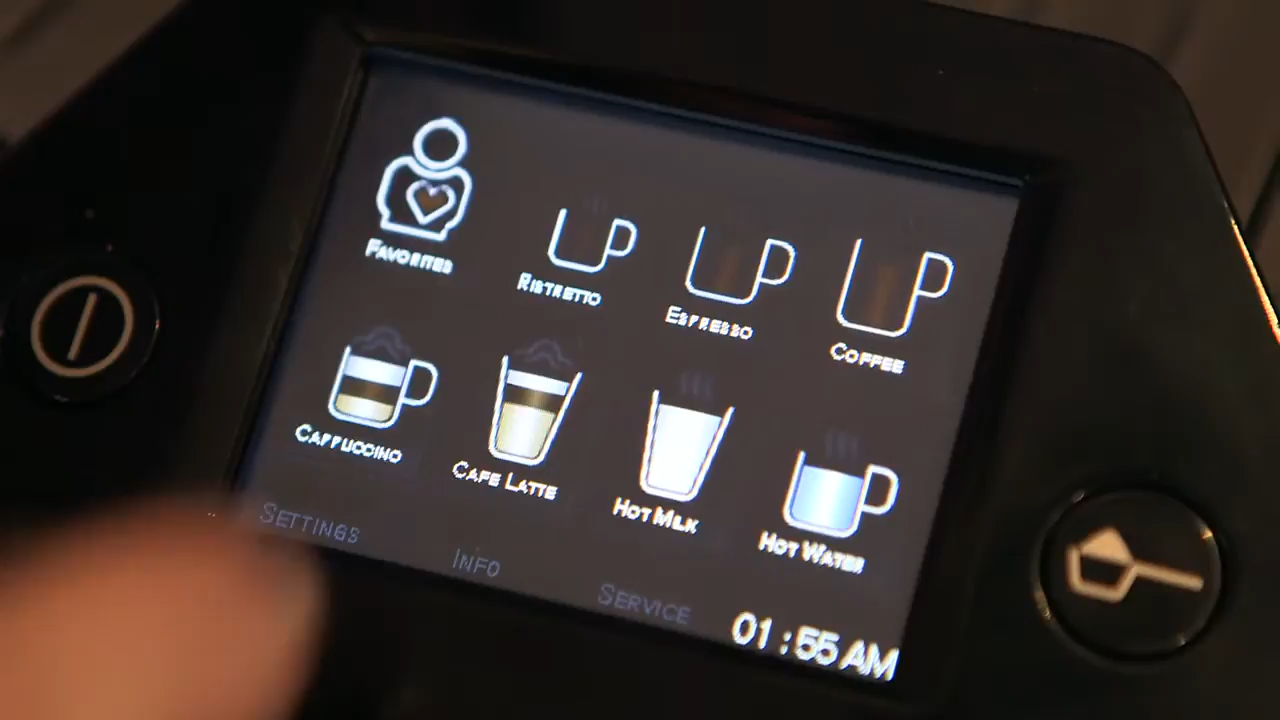 FAVORITES
RISTRETTO
ESPRESSO
COFFEE
CAPPUCCINO
CAFE LATTE
HOT MILK
HOT WATER
SETTINGS
INFO
SERVICE
01:55 AM